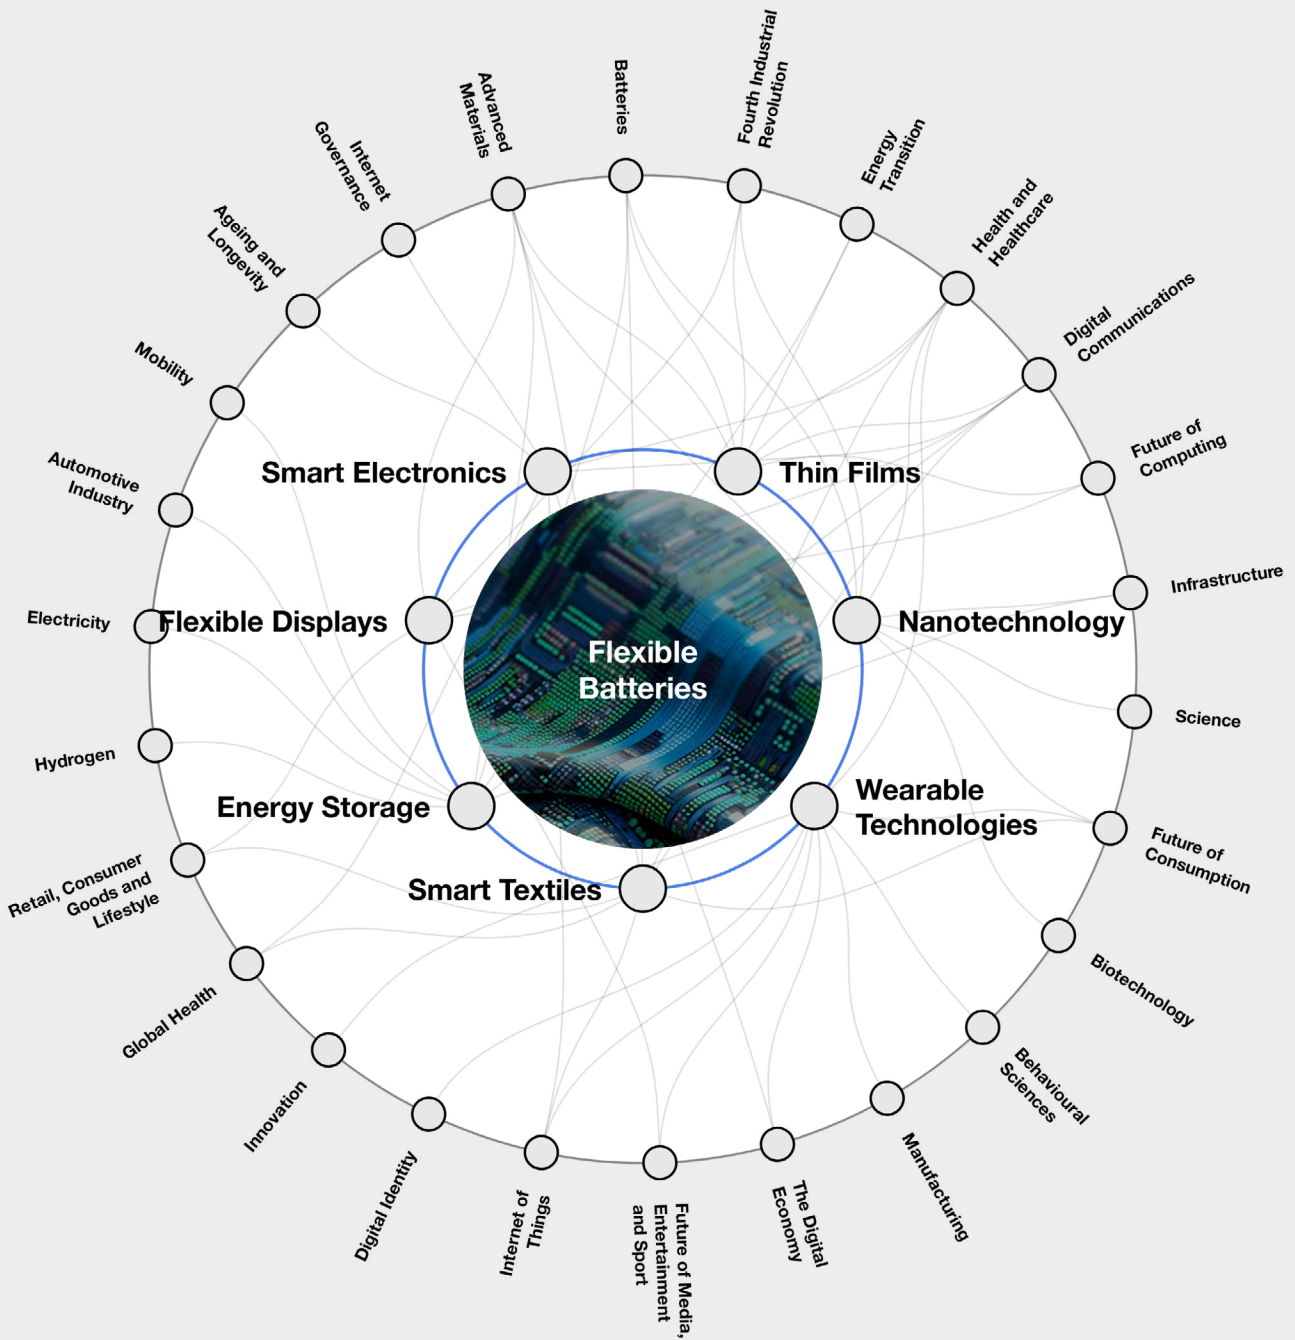 Flexible
Batteries
Smart Electronics
Thin Films
Flexible Displays
Nanotechnology
Energy Storage
Wearable
Technologies
Smart Textiles
Batteries
Fourth Industrial
Revolution
Energy
Transition
Health and
Healthcare
Digital
Communications
Future of
Computing
Infrastructure
Science
Future of
Consumption
Biotechnology
Behavioural
Sciences
Manufacturing
The Digital
Economy
Future of Media,
Entertainment
and Sport
Internet of
Things
Digital Identity
Innovation
Global Health
Retail, Consumer
Goods and
Lifestyle
Hydrogen
Electricity
Automotive
Industry
Mobility
Ageing and
Longevity
Internet
Governance
Advanced
Materials